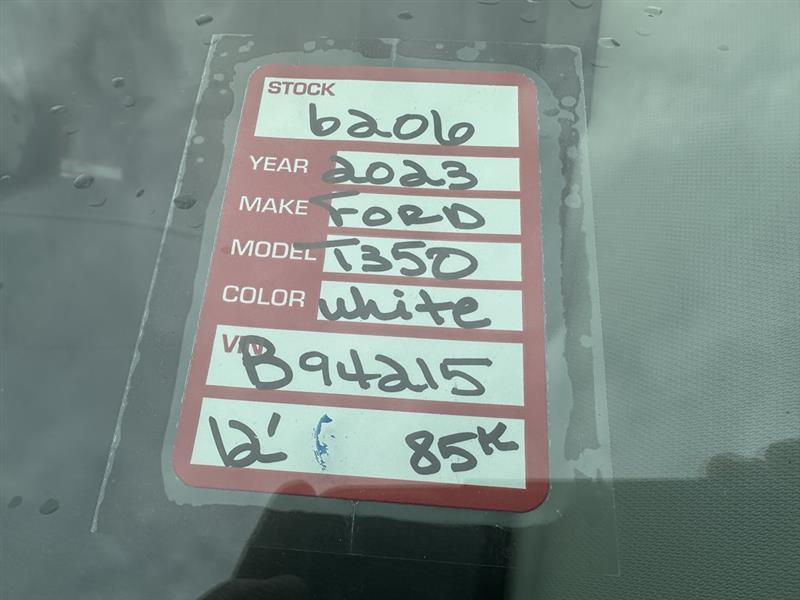 STOCK
6206
YEAR 2023
MAKE FORD
MODEL T350
COLOR White
VIN
B94215
12' 85K